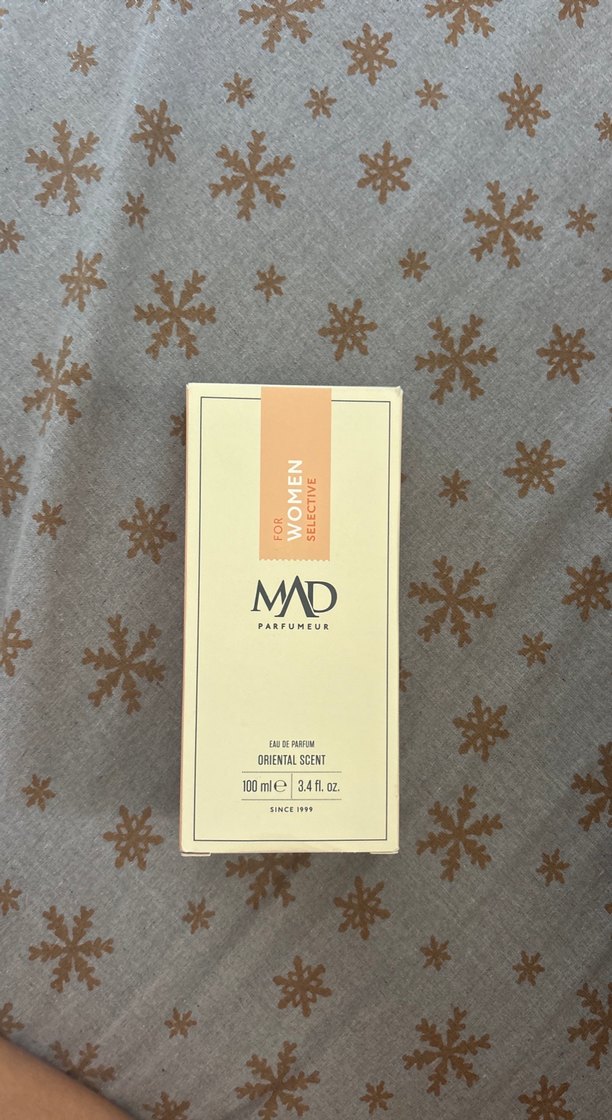 FOR
WOMEN
SELECTIVE
MAD
PARFUMEUR
EAU DE PARFUM
ORIENTAL SCENT
100 ml ℮ | 3.4 fl. oz.
SINCE 1999